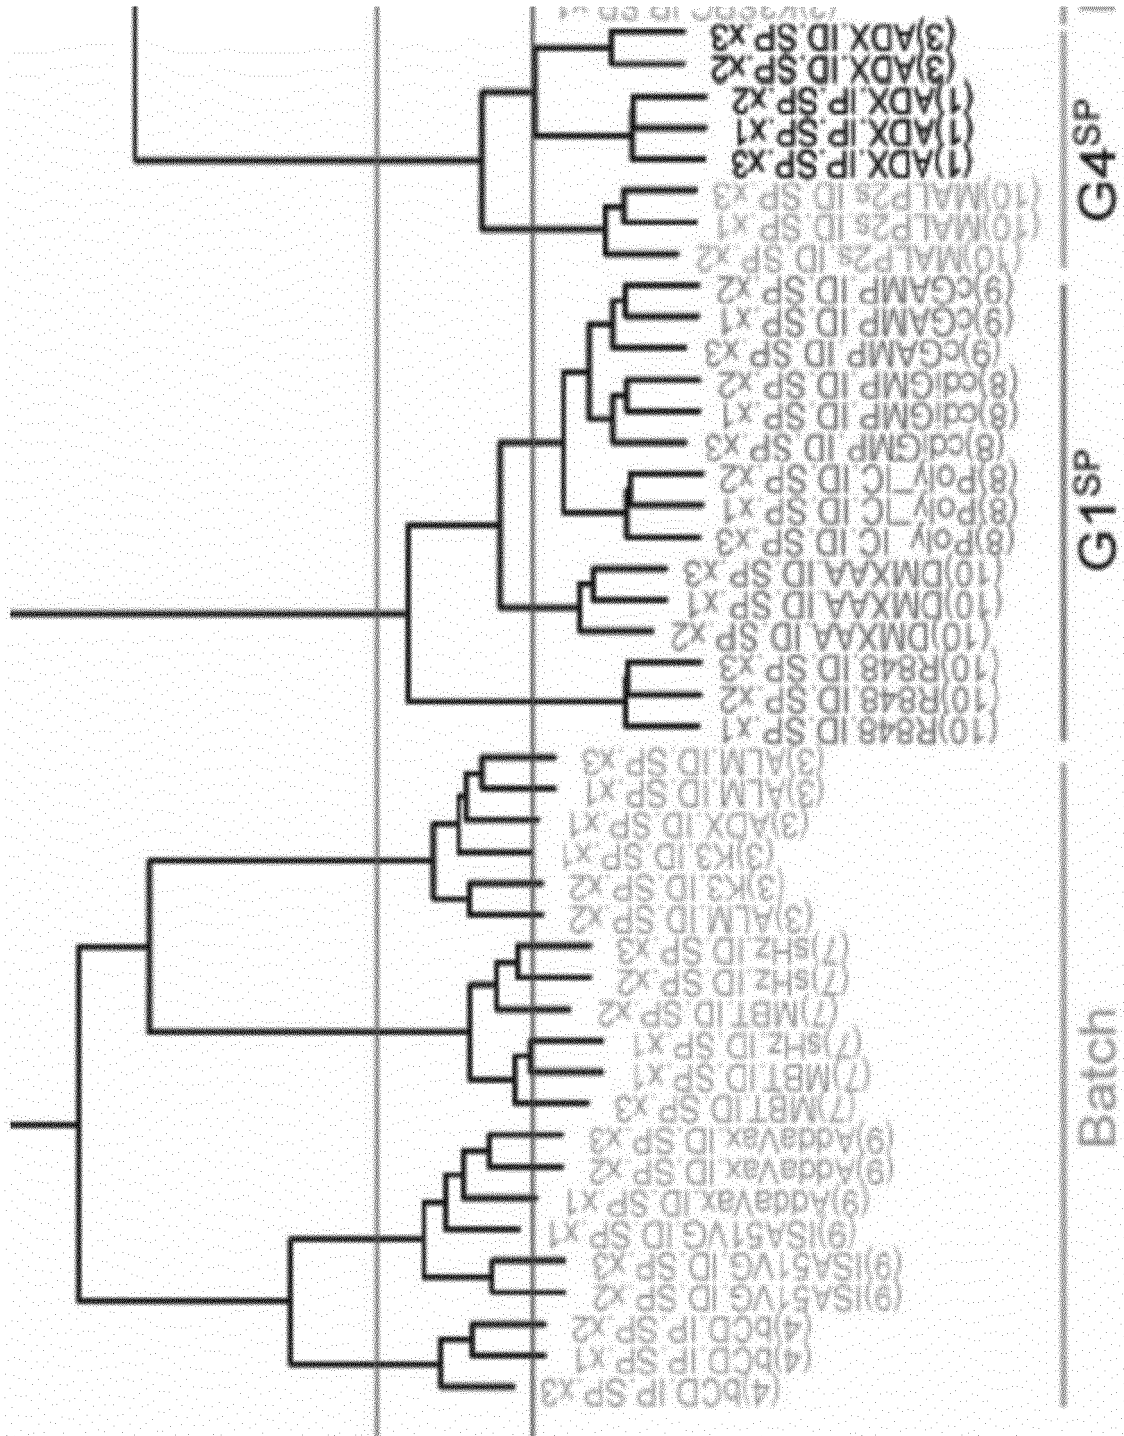 (3)ADX.ID.SP.x3
(3)ADX.ID.SP.x2
(1)ADX.IP.SP.x2
(1)ADX.IP.SP.x1
(1)ADX.IP.SP.x3
(10)MALP2s.ID.SP.x3
(10)MALP2s.ID.SP.x1
(10)MALP2s.ID.SP.x2
(9)cGAMP.ID.SP.x2
(9)cGAMP.ID.SP.x1
(9)cGAMP.ID.SP.x3
(8)cdiGMP.ID.SP.x2
(8)cdiGMP.ID.SP.x1
(8)cdiGMP.ID.SP.x3
(8)Poly_IC.ID.SP.x2
(8)Poly_IC.ID.SP.x1
(8)Poly_IC.ID.SP.x3
(10)DMXAA.ID.SP.x3
(10)DMXAA.ID.SP.x1
(10)DMXAA.ID.SP.x2
(10)R848.ID.SP.x3
(10)R848.ID.SP.x2
(10)R848.ID.SP.x1
(3)ALM.ID.SP.x3
(3)ALM.ID.SP.x1
(3)ADX.ID.SP.x1
(3)K3.ID.SP.x1
(3)K3.ID.SP.x2
(3)ALM.ID.SP.x2
(7)sHz.ID.SP.x3
(7)sHz.ID.SP.x2
(7)MBT.ID.SP.x2
(7)sHz.ID.SP.x1
(7)MBT.ID.SP.x1
(7)MBT.ID.SP.x3
(9)AddaVax.ID.SP.x3
(9)AddaVax.ID.SP.x2
(9)AddaVax.ID.SP.x1
(9)ISA51VG.ID.SP.x1
(9)ISA51VG.ID.SP.x3
(9)ISA51VG.ID.SP.x2
(4)bCD.IP.SP.x2
(4)bCD.IP.SP.x1
(4)bCD.IP.SP.x3
G4SP
G1SP
Batch